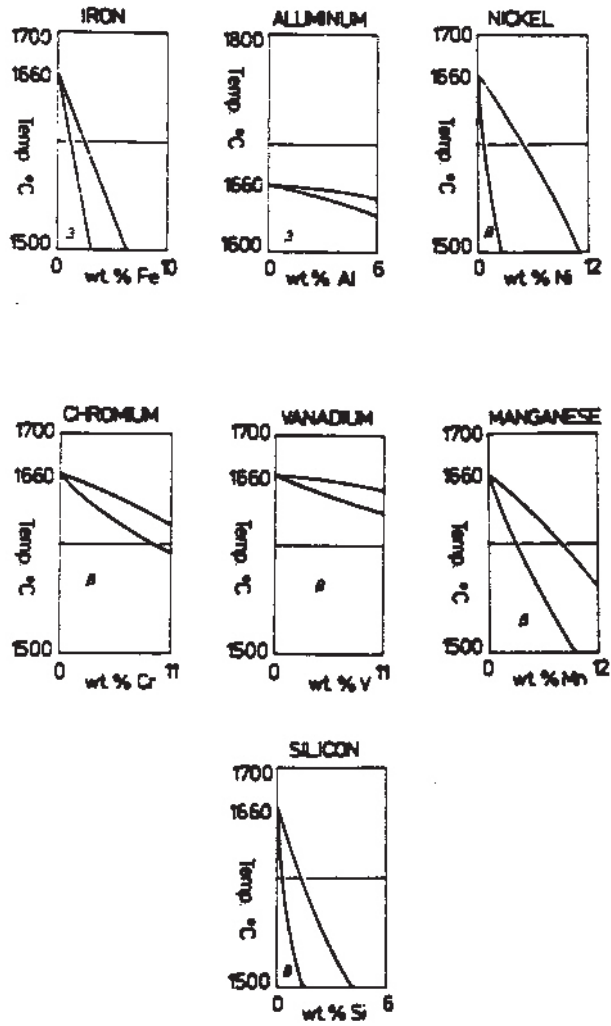 IRON
1700
1660
Temp. °C
1500
0
10
wt. % Fe
ALUMINUM
1800
Temp. °C
1660
1500
0
6
wt. % Al
NICKEL
1700
1660
Temp. °C
1500
β
0
12
wt. % Ni
CHROMIUM
1700
1660
Temp. °C
β
1500
0
11
wt. % Cr
VANADIUM
1700
1660
Temp. °C
β
1500
0
11
wt. % V
MANGANESE
1700
1660
Temp. °C
β
1500
0
12
wt. % Mn
SILICON
1700
1660
Temp. °C
β
1500
0
6
wt. % Si